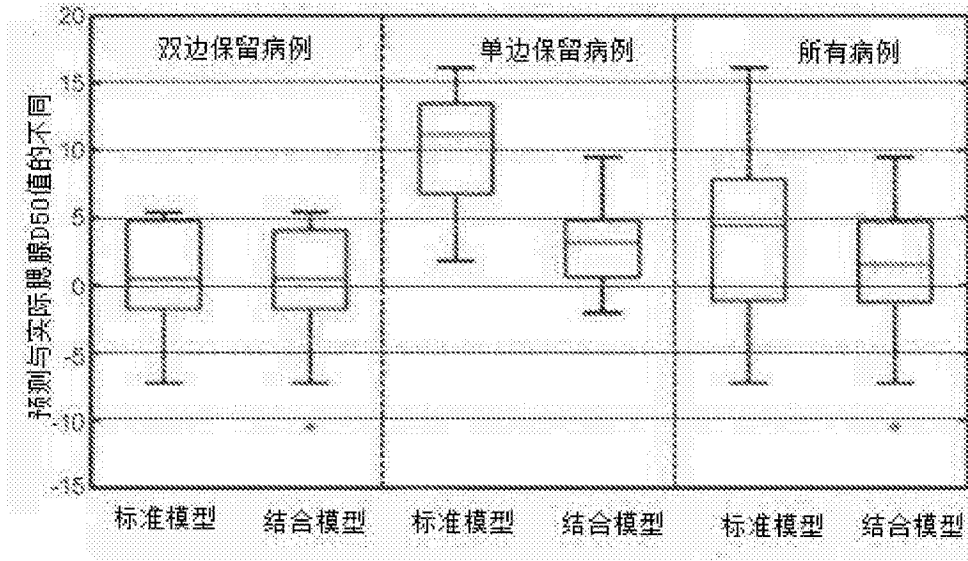 20
双边保留病例
单边保留病例
所有病例
15
10
5
0
-5
-10
-15
预测与实际腮腺D50值的不同
标准模型
结合模型
标准模型
结合模型
标准模型
结合模型